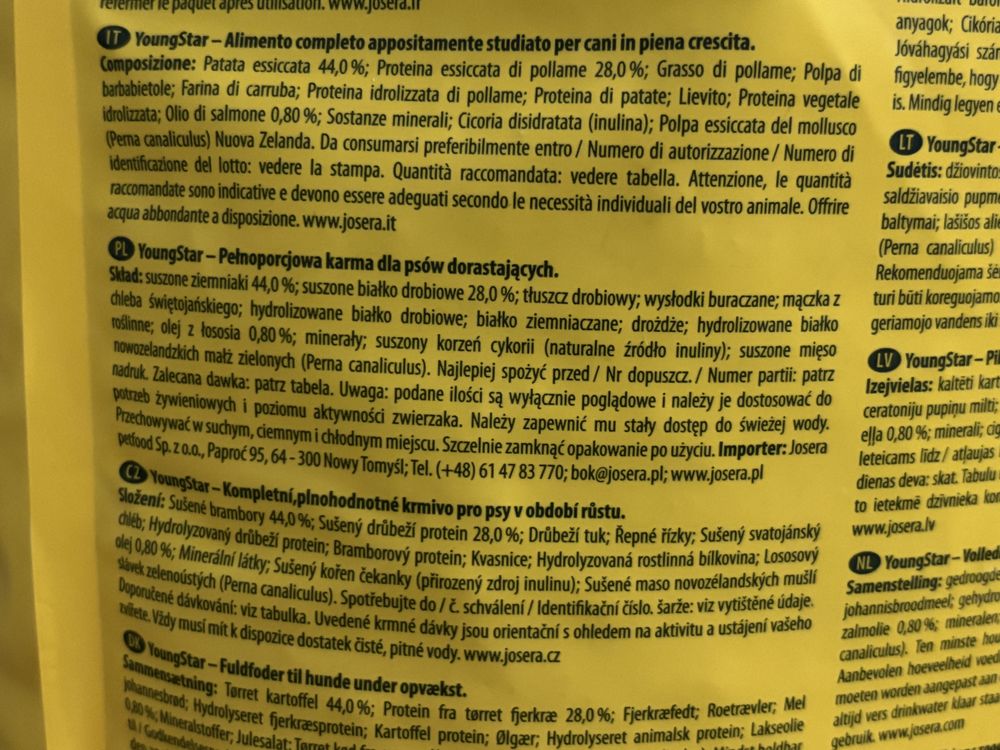 refermer le paquet après utilisation. www.josera.fr
IT YoungStar – Alimento completo appositamente studiato per cani in piena crescita.
Composizione: Patata essiccata 44,0 %; Proteina essiccata di pollame 28,0 %; Grasso di pollame; Polpa di
barbabietole; Farina di carruba; Proteina idrolizzata di pollame; Proteina di patate; Lievito; Proteina vegetale
idrolizzata; Olio di salmone 0,80 %; Sostanze minerali; Cicoria disidratata (inulina); Polpa essiccata del mollusco
(Perna canaliculus) Nuova Zelanda. Da consumarsi preferibilmente entro / Numero di autorizzazione / Numero di
identificazione del lotto: vedere la stampa. Quantità raccomandata: vedere tabella. Attenzione, le quantità
raccomandate sono indicative e devono essere adeguati secondo le necessità individuali del vostro animale. Offrire
acqua abbondante a disposizione. www.josera.it
PL YoungStar – Pełnoporcjowa karma dla psów dorastających.
Skład: suszone ziemniaki 44,0 %; suszone białko drobiowe 28,0 %; tłuszcz drobiowy; wysłodki buraczane; mączka z
chleba świętojańskiego; hydrolizowane białko drobiowe; białko ziemniaczane; drożdże; hydrolizowane białko
roślinne; olej z łososia 0,80 %; minerały; suszony korzeń cykorii (naturalne źródło inuliny); suszone mięso
nowozelandzkich małż zielonych (Perna canaliculus). Najlepiej spożyć przed / Nr dopuszcz. / Numer partii: patrz
nadruk. Zalecana dawka: patrz tabela. Uwaga: podane ilości są wyłącznie poglądowe i należy je dostosować do
potrzeb żywieniowych i poziomu aktywności zwierzaka. Należy zapewnić mu stały dostęp do świeżej wody.
Przechowywać w suchym, ciemnym i chłodnym miejscu. Szczelnie zamknąć opakowanie po użyciu. Importer: Josera
petfood Sp. z o.o., Paproć 95, 64 - 300 Nowy Tomyśl; Tel. (+48) 61 47 83 770; bok@josera.pl; www.josera.pl
CZ YoungStar – Kompletní,plnohodnotné krmivo pro psy v období růstu.
Složení: Sušené brambory 44,0 %; Sušený drůbeží protein 28,0 %; Drůbeží tuk; Řepné řízky; Sušený svatojánský
chléb; Hydrolyzovaný drůbeží protein; Bramborový protein; Kvasnice; Hydrolyzovaná rostlinná bílkovina; Lososový
olej 0,80 %; Minerální látky; Sušený kořen čekanky (přirozený zdroj inulinu); Sušené maso novozélandských mušlí
slávek zelenoústých (Perna canaliculus). Spotřebujte do / č. schválení / Identifikační číslo. šarže: viz vytištěné údaje.
Doporučené dávkování: viz tabulka. Uvedené krmné dávky jsou orientační s ohledem na aktivitu a ustájení vašeho
zvířete. Vždy musí mít k dispozice dostatek čisté, pitné vody. www.josera.cz
DK YoungStar – Fuldfoder til hunde under opvækst.
Sammensætning: Tørret kartoffel 44,0 %; Protein fra tørret fjerkræ 28,0 %; Fjerkræfedt; Roetrævler; Mel
johannesbrød; Hydrolyseret fjerkræsprotein; Kartoffel protein; Ølgær; Hydrolyseret animalsk protein; Lakseolie
0,80 %; Mineralstoffer; Julesalat; Tørret kød fra
til / Godkendelses
anyagok; Cikória
Jóváhagyási szám
figyelembe, hogy
is. Mindig legyen
LT YoungStar
Sudėtis: džiovintos
saldžiavaisio pupme
baltymai; lašišos alie
(Perna canaliculus)
Rekomenduojama
turi būti koreguojamo
geriamojo vandens iki
LV YoungStar – Pil
Izejvielas: kaltēti kart
ceratoniju pupiņu milti;
eļļa 0,80 %; minerāli; cig
leteicams līdz / atļaujas
dienas deva: skat. Tabulu
to ietekmē dzīvnieka
www.josera.lv
NL YoungStar – Volled
Samenstelling: gedroogde
johannisbroodmeel; gehydro
zalmolie 0,80 %; mineralen
canaliculus). Ten minste hou
Aanbevolen hoeveelheid voed
moeten worden aangepast aan
altijd vers drinkwater klaar staa
gebruik. www.josera.com